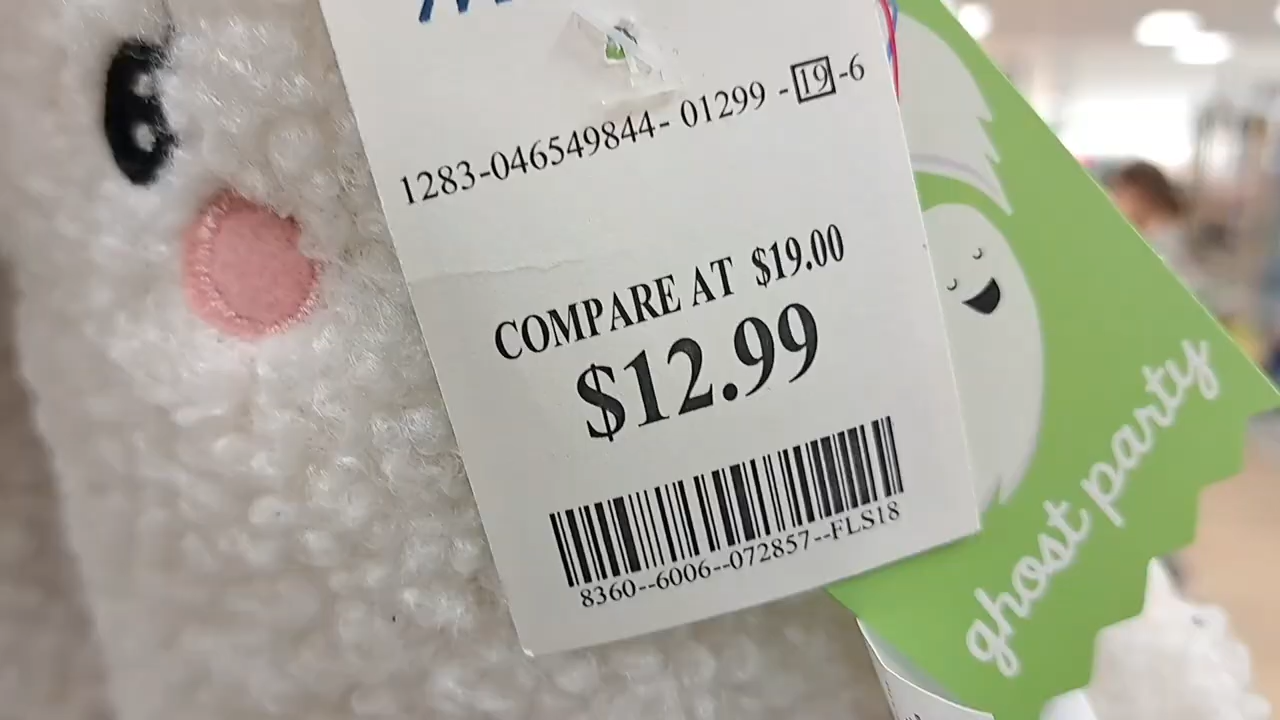 1283-046549844- 01299 -19-6
COMPARE AT $19.00
$12.99
8360--6006--072857--FLS18
ghost party